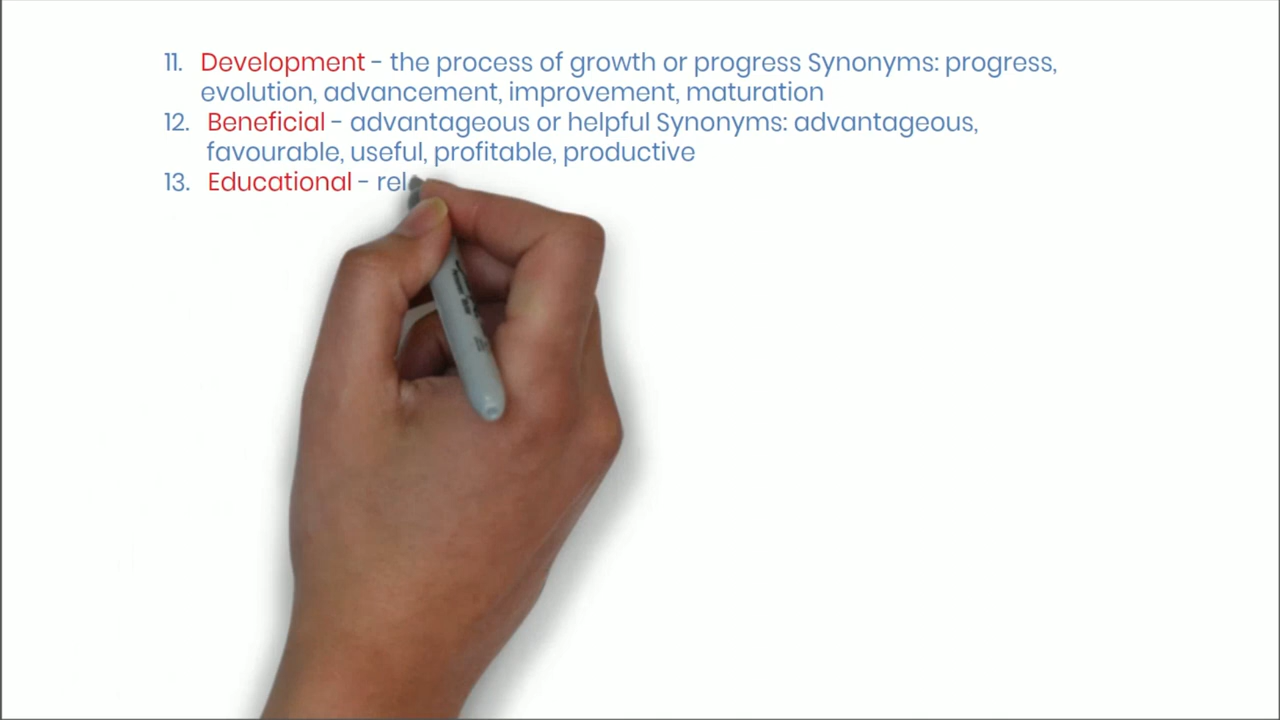 11. Development - the process of growth or progress Synonyms: progress,
evolution, advancement, improvement, maturation
12. Beneficial - advantageous or helpful Synonyms: advantageous,
favourable, useful, profitable, productive
13. Educational - rel